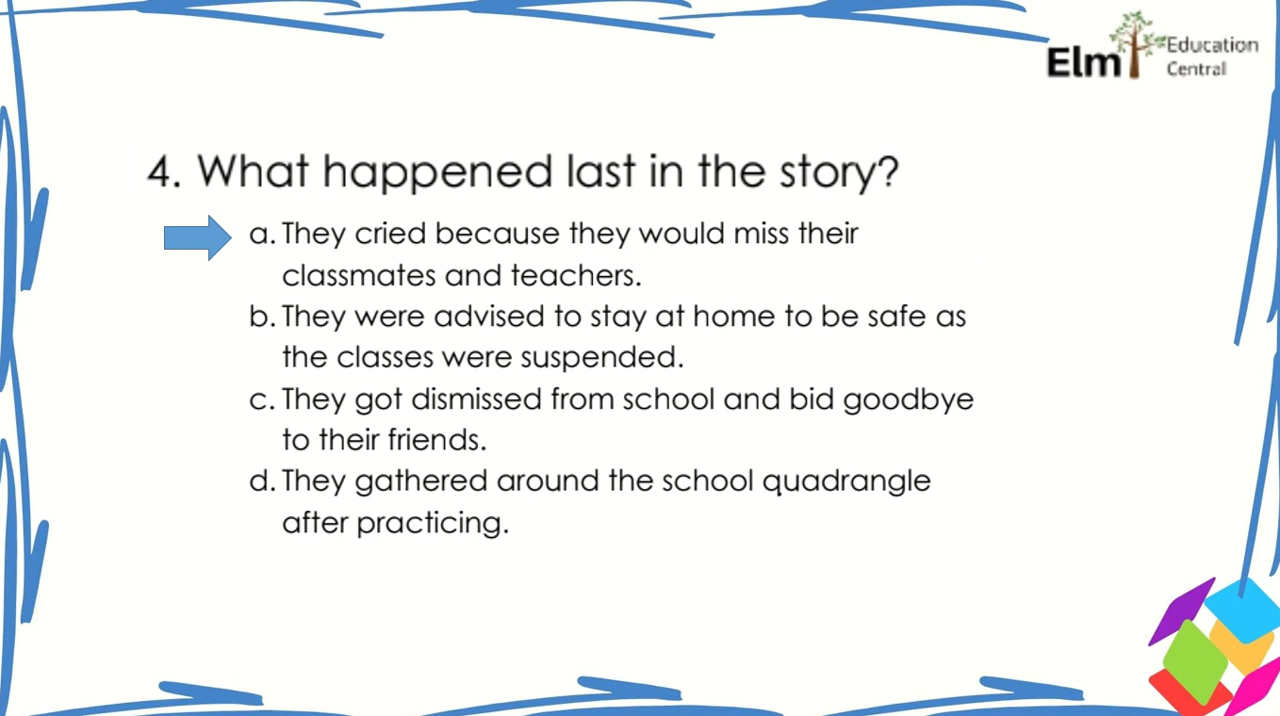 Elm Education
Central
4. What happened last in the story?
a. They cried because they would miss their
classmates and teachers.
b. They were advised to stay at home to be safe as
the classes were suspended.
c. They got dismissed from school and bid goodbye
to their friends.
d. They gathered around the school quadrangle
after practicing.